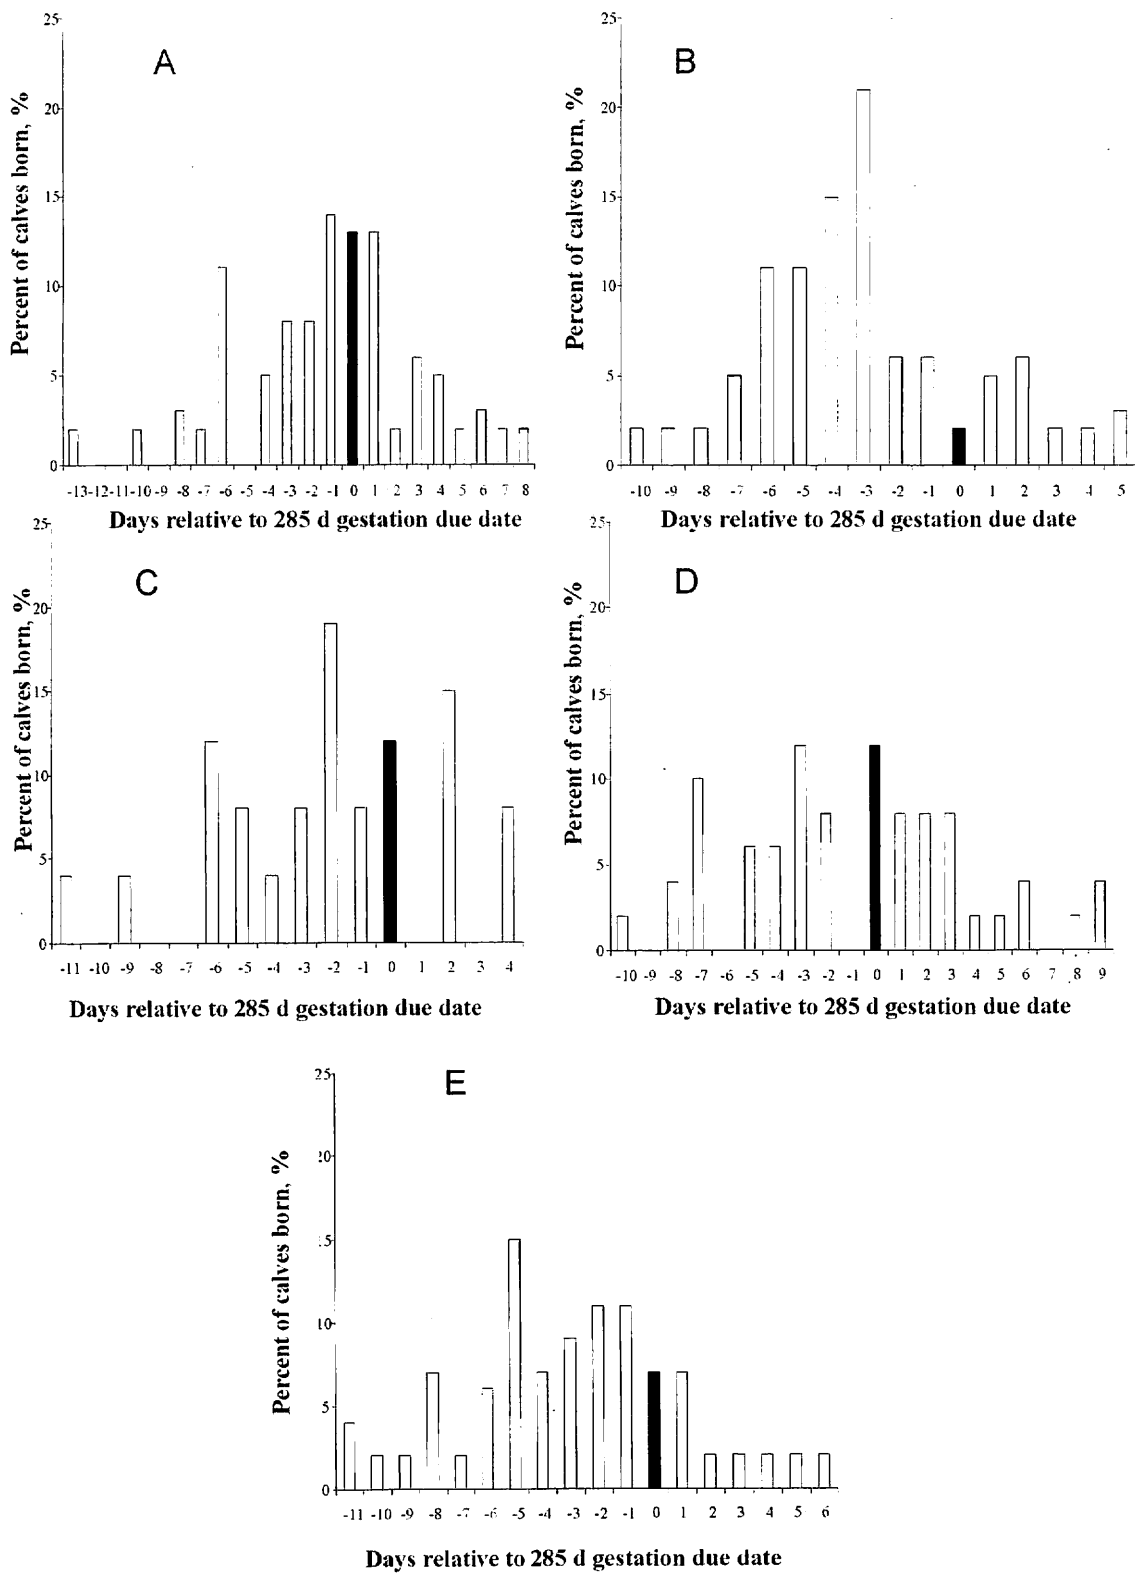 A
Percent of calves born, %
25
20
15
10
5
0
-13-12-11-10 -9 -8 -7 -6 -5 -4 -3 -2 -1 0 1 2 3 4 5 6 7 8
Days relative to 285 d gestation due date
B
Percent of calves born, %
25
20
15
10
5
0
-10 -9 -8 -7 -6 -5 -4 -3 -2 -1 0 1 2 3 4 5
Days relative to 285 d gestation due date
C
Percent of calves born, %
25
20
15
10
5
0
-11 -10 -9 -8 -7 -6 -5 -4 -3 -2 -1 0 1 2 3 4
Days relative to 285 d gestation due date
D
Percent of calves born, %
25
20
15
10
5
0
-10 -9 -8 -7 -6 -5 -4 -3 -2 -1 0 1 2 3 4 5 6 7 8 9
Days relative to 285 d gestation due date
E
Percent of calves born, %
25
20
15
10
5
0
-11 -10 -9 -8 -7 -6 -5 -4 -3 -2 -1 0 1 2 3 4 5 6
Days relative to 285 d gestation due date